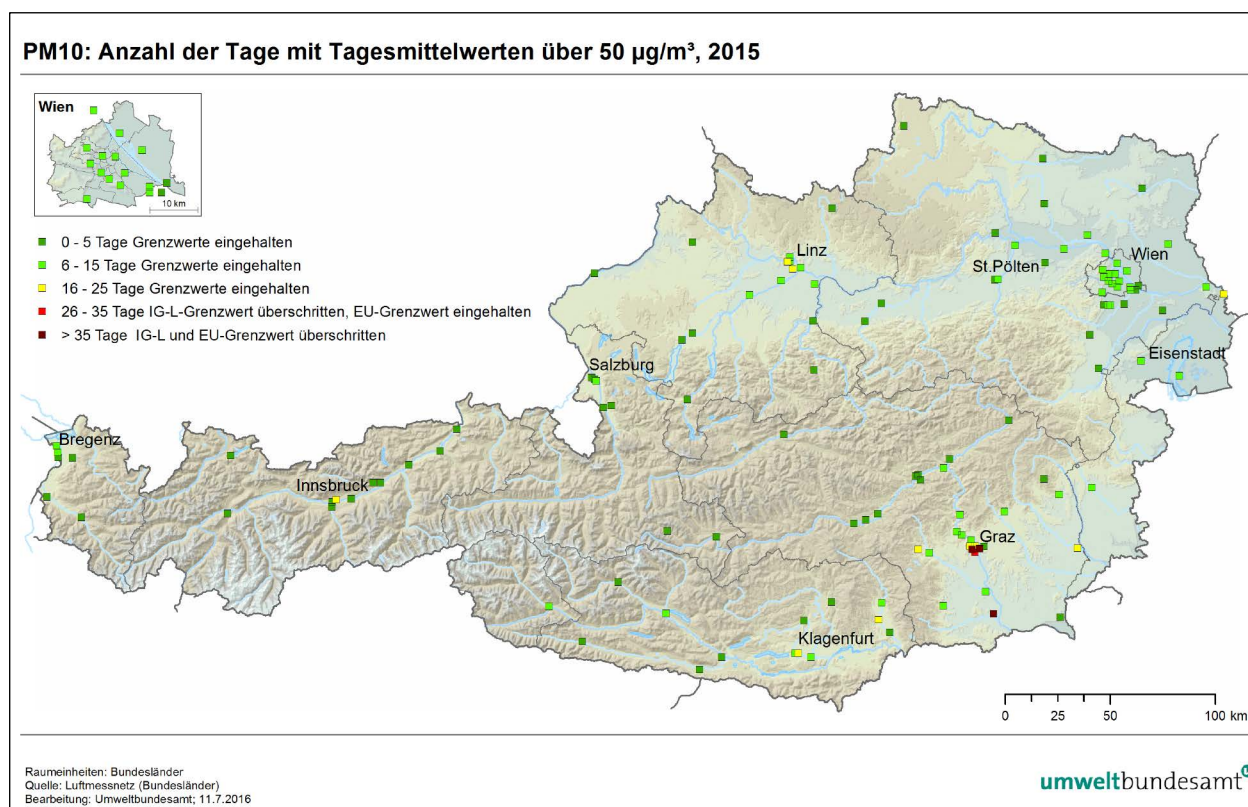 PM10: Anzahl der Tage mit Tagesmittelwerten über 50 µg/m³, 2015
Wien
10 km
0 - 5 Tage Grenzwerte eingehalten
6 - 15 Tage Grenzwerte eingehalten
16 - 25 Tage Grenzwerte eingehalten
26 - 35 Tage IG-L-Grenzwert überschritten, EU-Grenzwert eingehalten
> 35 Tage IG-L und EU-Grenzwert überschritten
Linz
St.Pölten
Wien
Eisenstadt
Salzburg
Bregenz
Innsbruck
Graz
Klagenfurt
0 25 50 100 km
Raumeinheiten: Bundesländer
Quelle: Luftmessnetz (Bundesländer)
Bearbeitung: Umweltbundesamt; 11.7.2016
umweltbundesamt